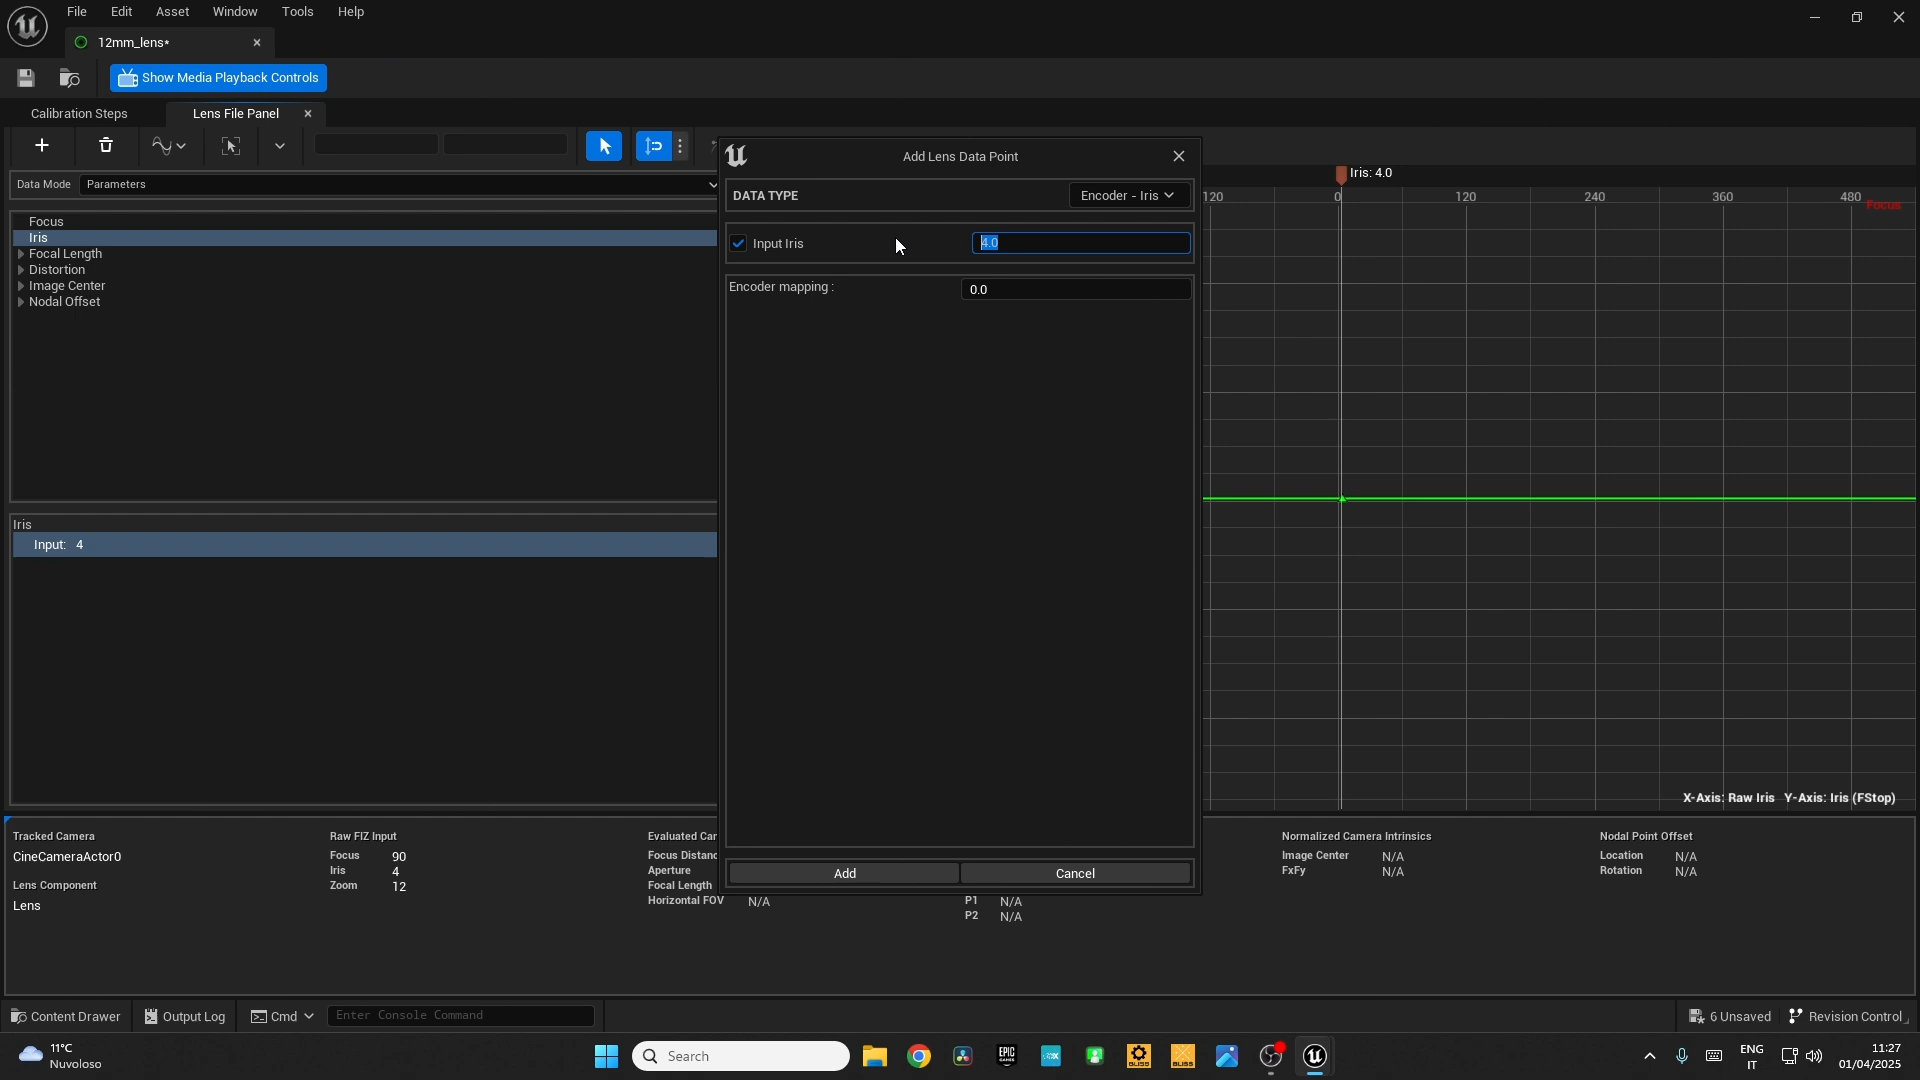 File Edit Asset Window Tools Help
12mm_lens*
Show Media Playback Controls
Calibration Steps Lens File Panel
Add Lens Data Point
Iris: 4.0
Data Mode Parameters
DATA TYPE Encoder - Iris
120 0 120 240 360 480
Focus
Focus
Iris
Focal Length
Distortion
Image Center
Nodal Offset
Input Iris 4.0
Encoder mapping : 0.0
Iris
Input: 4
X-Axis: Raw Iris Y-Axis: Iris (FStop)
Tracked Camera
CineCameraActor0
Lens Component
Lens
Raw FIZ Input
Focus 90
Iris 4
Zoom 12
Evaluated Car
Focus Distanc
Aperture
Focal Length
Horizontal FOV N/A
P1 N/A
P2 N/A
Add Cancel
Normalized Camera Intrinsics
Image Center N/A
FxFy N/A
Nodal Point Offset
Location N/A
Rotation N/A
Content Drawer Output Log Cmd Enter Console Command 6 Unsaved Revision Control
11°C
Nuvoloso
Search
EPIC
GAMES
BLISS
BLISS
ENG
IT
11:27
01/04/2025